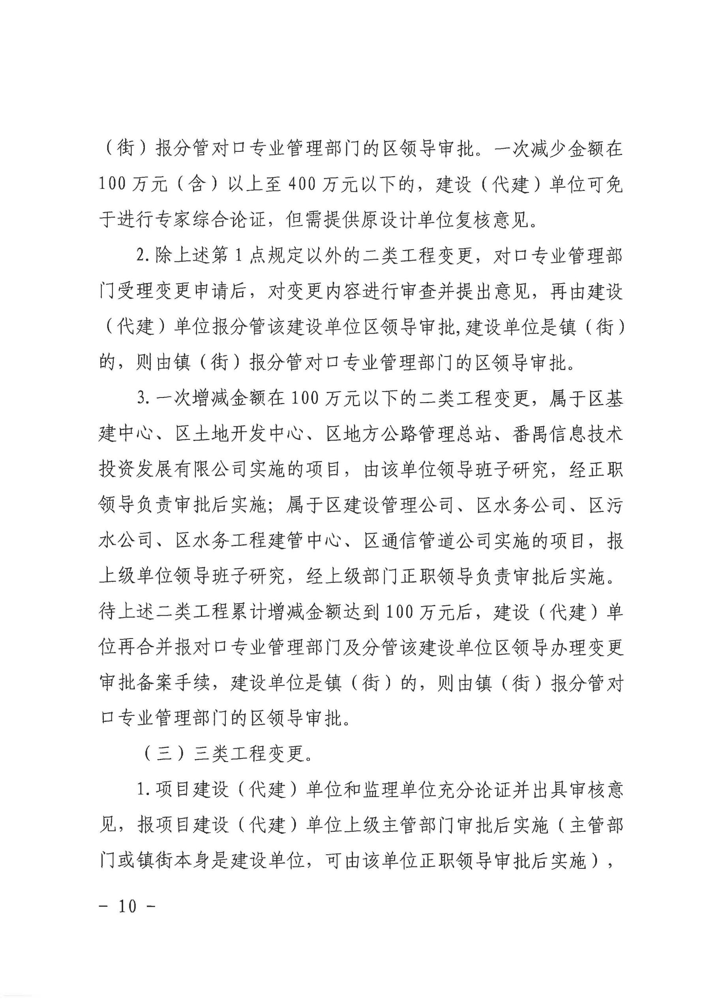 （街）报分管对口专业管理部门的区领导审批。一次减少金额在
100万元（含）以上至400万元以下的，建设（代建）单位可免
于进行专家综合论证，但需提供原设计单位复核意见。
2.除上述第1点规定以外的二类工程变更，对口专业管理部
门受理变更申请后，对变更内容进行审查并提出意见，再由建设
（代建）单位报分管该建设单位区领导审批,建设单位是镇（街）
的，则由镇（街）报分管对口专业管理部门的区领导审批。
3.一次增减金额在100万元以下的二类工程变更，属于区基
建中心、区土地开发中心、区地方公路管理总站、番禺信息技术
投资发展有限公司实施的项目，由该单位领导班子研究，经正职
领导负责审批后实施；属于区建设管理公司、区水务公司、区污
水公司、区水务工程建管中心、区通信管道公司实施的项目，报
上级单位领导班子研究，经上级部门正职领导负责审批后实施。
待上述二类工程累计增减金额达到100万元后，建设（代建）单
位再合并报对口专业管理部门及分管该建设单位区领导办理变更
审批备案手续，建设单位是镇（街）的，则由镇（街）报分管对
口专业管理部门的区领导审批。
（三）三类工程变更。
1.项目建设（代建）单位和监理单位充分论证并出具审核意
见，报项目建设（代建）单位上级主管部门审批后实施（主管部
门或镇街本身是建设单位，可由该单位正职领导审批后实施），
- 10 -